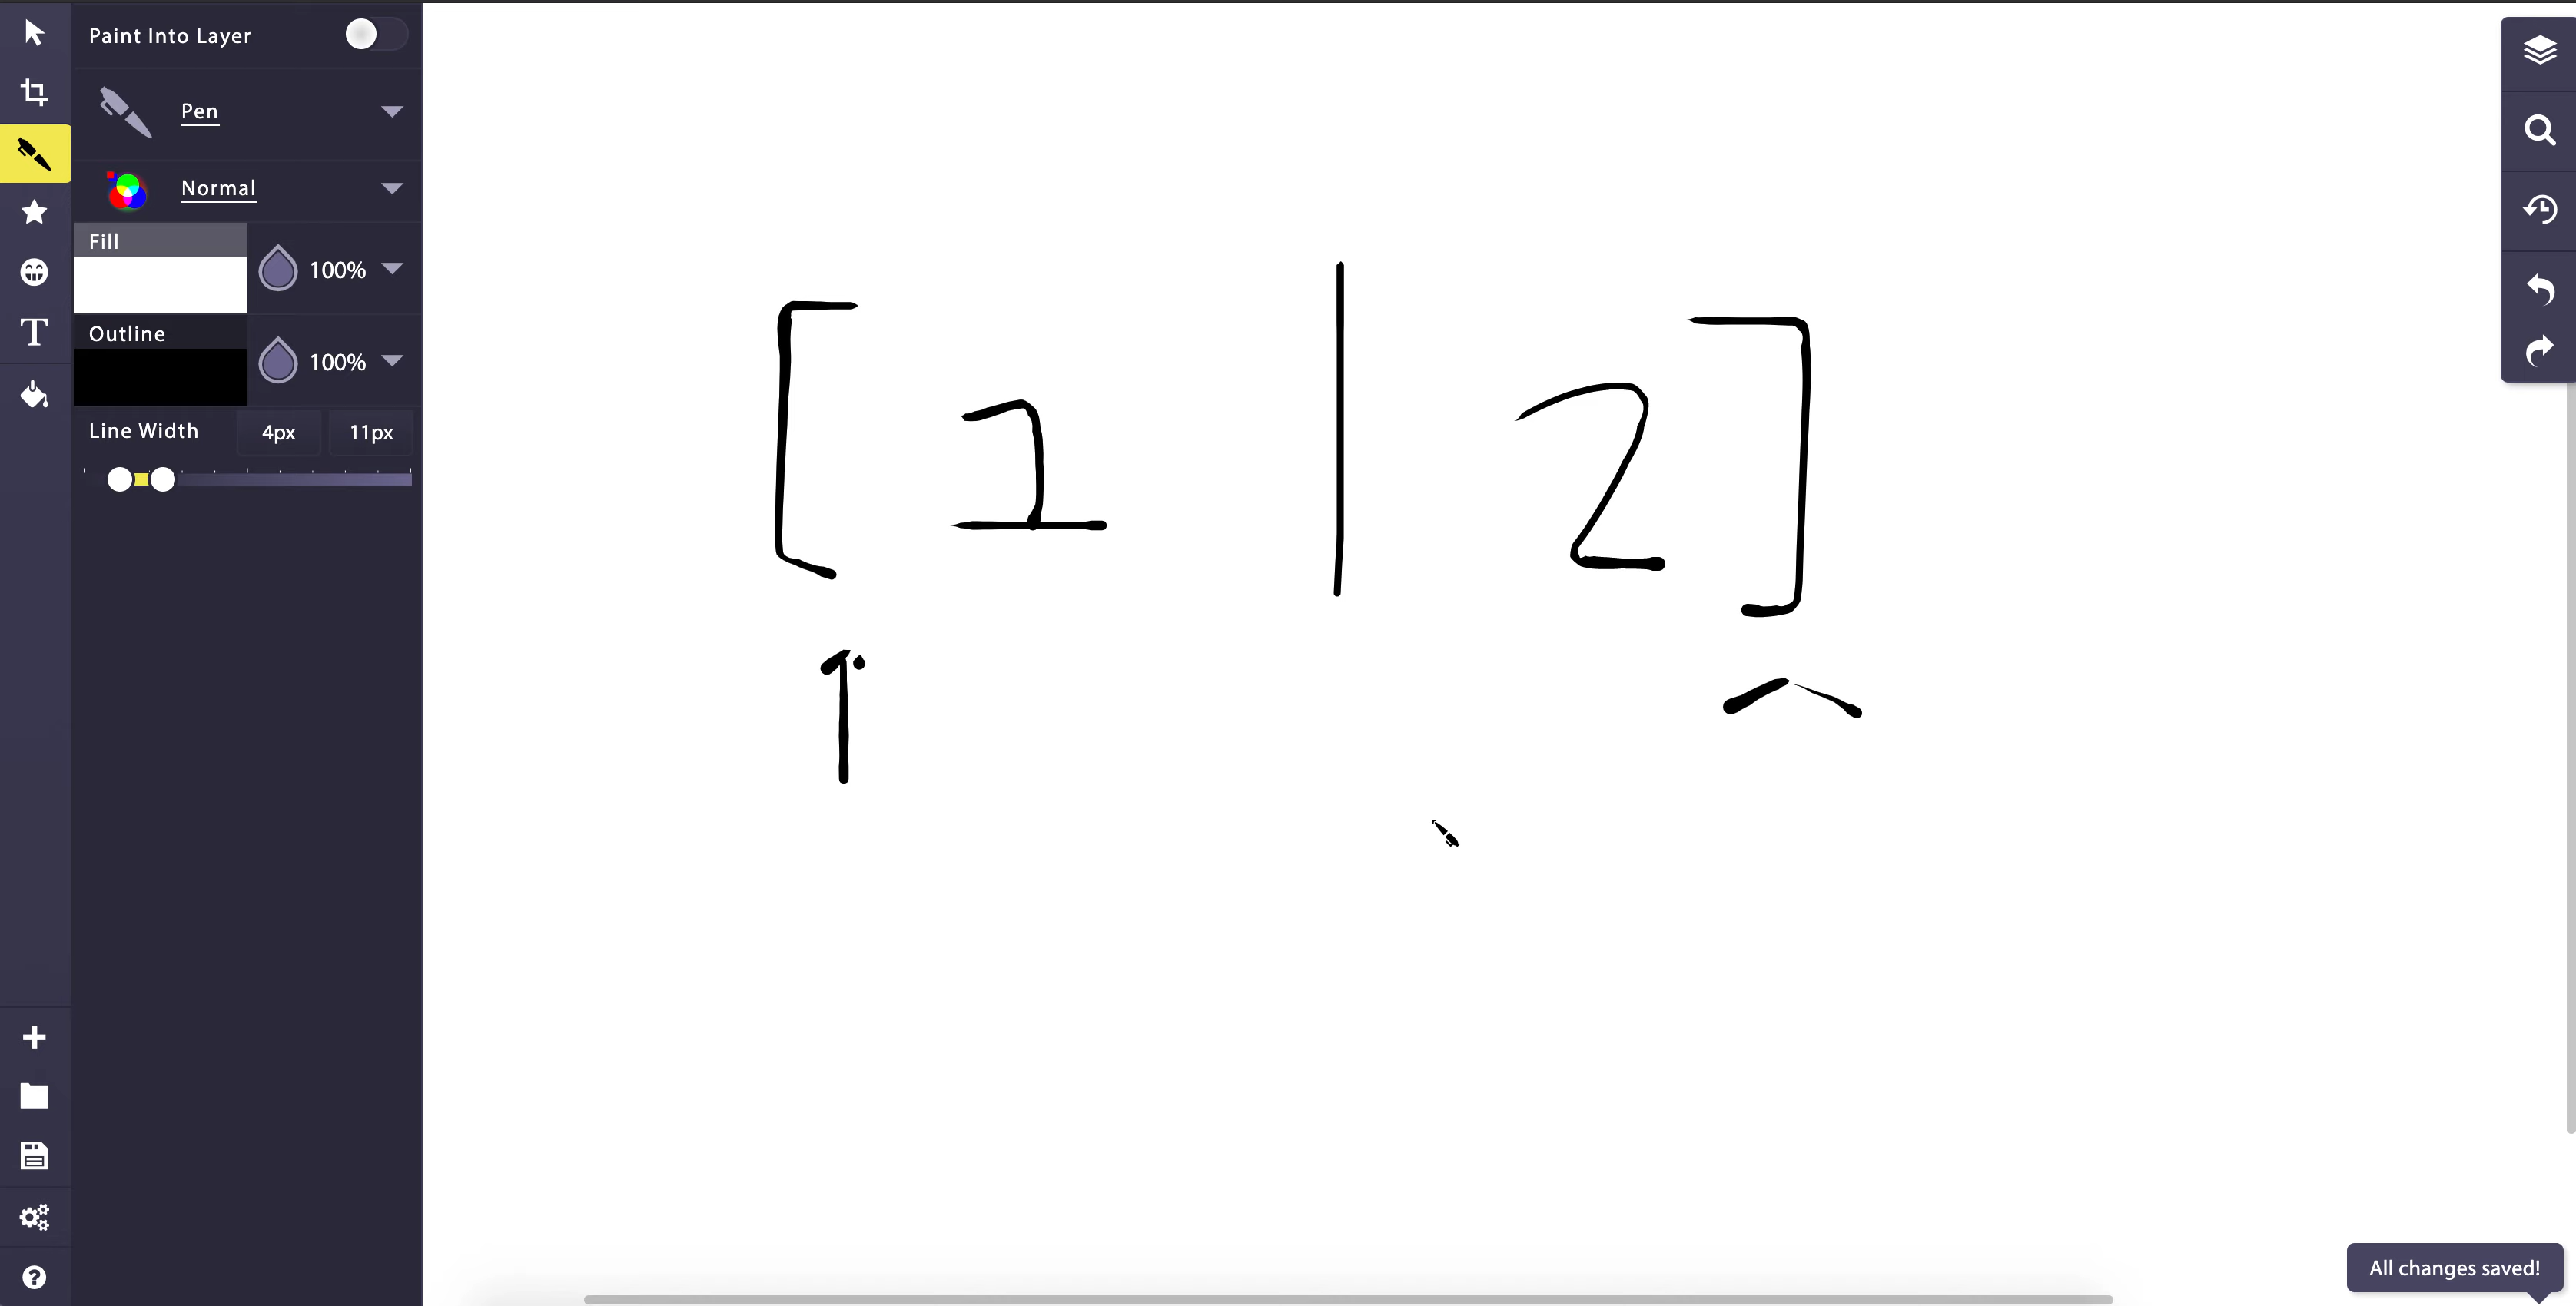 Paint Into Layer
Pen
Normal
Fill
100%
Outline
100%
Line Width 4px 11px
T
[ 1 | 2 ]
↑ ^
?
All changes saved!